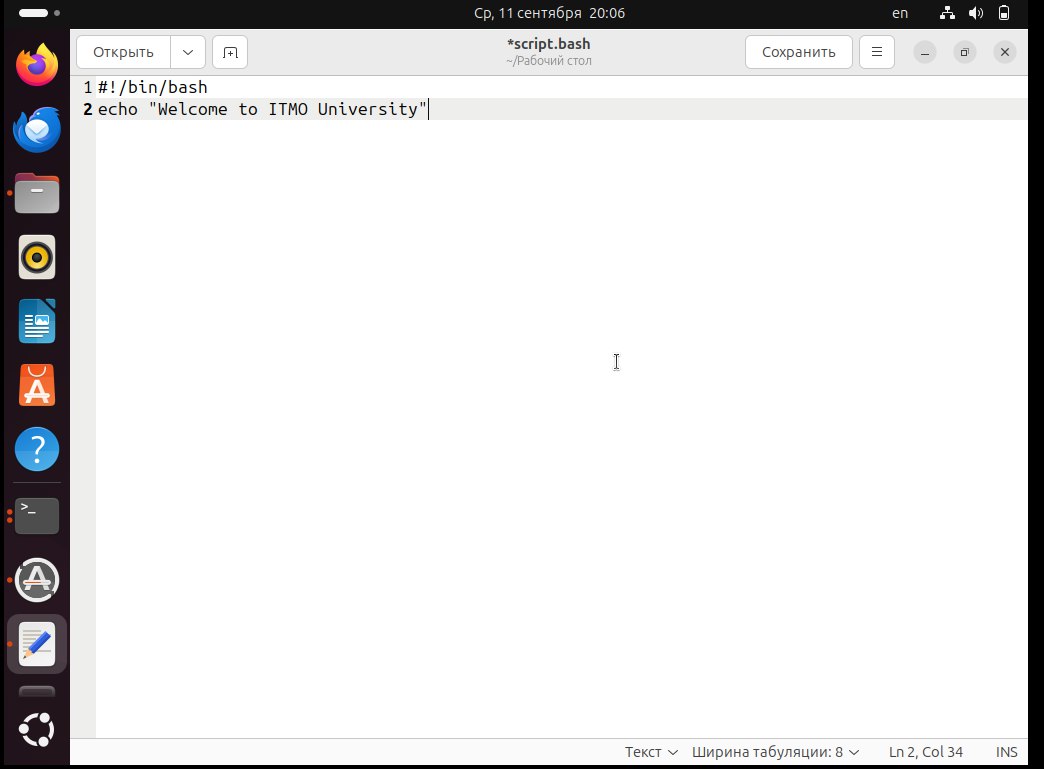 Ср, 11 сентября 20:06
en
Открыть
*script.bash
~/Рабочий стол
Сохранить
1 #!/bin/bash
2 echo "Welcome to ITMO University"
Текст
Ширина табуляции: 8
Ln 2, Col 34
INS